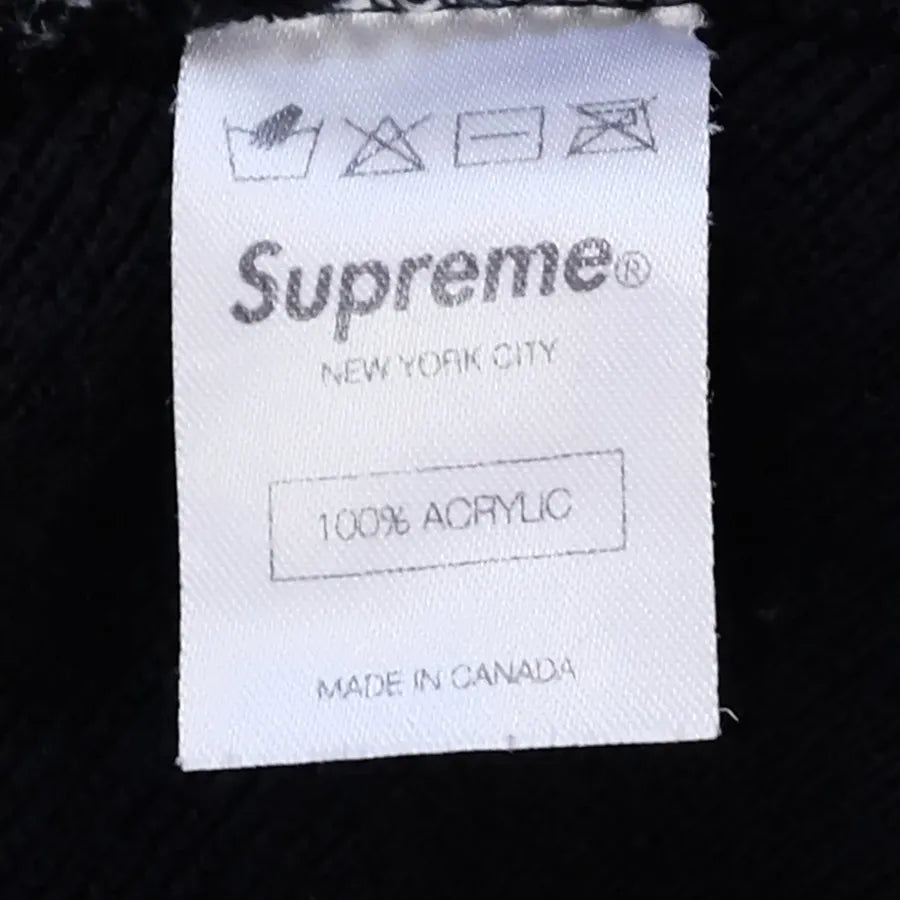 Supreme®
NEW YORK CITY
100% ACRYLIC
MADE IN CANADA